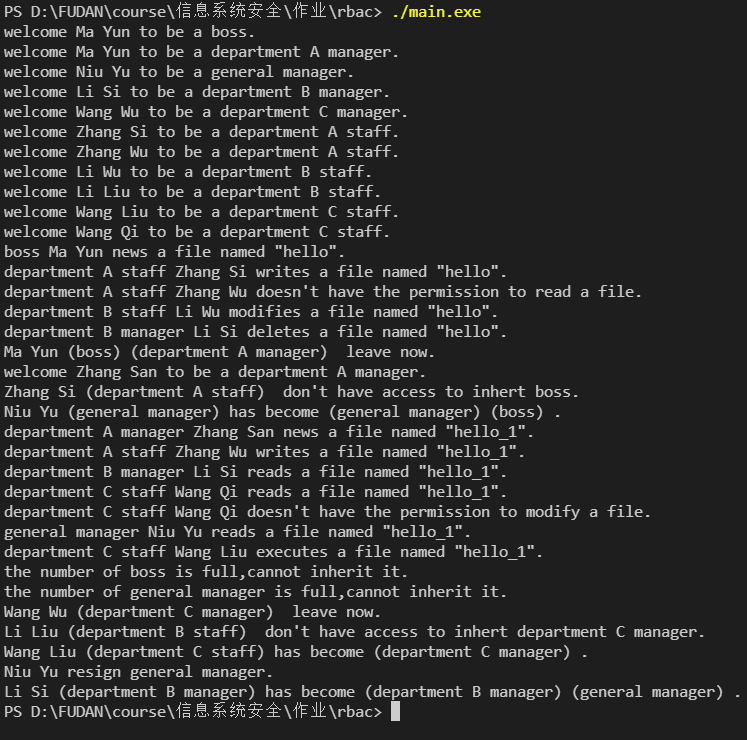 PS D:\FUDAN\course\信息系统安全\作业\rbac> ./main.exe
welcome Ma Yun to be a boss.
welcome Ma Yun to be a department A manager.
welcome Niu Yu to be a general manager.
welcome Li Si to be a department B manager.
welcome Wang Wu to be a department C manager.
welcome Zhang Si to be a department A staff.
welcome Zhang Wu to be a department A staff.
welcome Li Wu to be a department B staff.
welcome Li Liu to be a department B staff.
welcome Wang Liu to be a department C staff.
welcome Wang Qi to be a department C staff.
boss Ma Yun news a file named "hello".
department A staff Zhang Si writes a file named "hello".
department A staff Zhang Wu doesn't have the permission to read a file.
department B staff Li Wu modifies a file named "hello".
department B manager Li Si deletes a file named "hello".
Ma Yun (boss) (department A manager)  leave now.
welcome Zhang San to be a department A manager.
Zhang Si (department A staff)  don't have access to inhert boss.
Niu Yu (general manager) has become (general manager) (boss) .
department A manager Zhang San news a file named "hello_1".
department A staff Zhang Wu writes a file named "hello_1".
department B manager Li Si reads a file named "hello_1".
department C staff Wang Qi reads a file named "hello_1".
department C staff Wang Qi doesn't have the permission to modify a file.
general manager Niu Yu reads a file named "hello_1".
department C staff Wang Liu executes a file named "hello_1".
the number of boss is full,cannot inherit it.
the number of general manager is full,cannot inherit it.
Wang Wu (department C manager)  leave now.
Li Liu (department B staff)  don't have access to inhert department C manager.
Wang Liu (department C staff) has become (department C manager) .
Niu Yu resign general manager.
Li Si (department B manager) has become (department B manager) (general manager) .
PS D:\FUDAN\course\信息系统安全\作业\rbac>